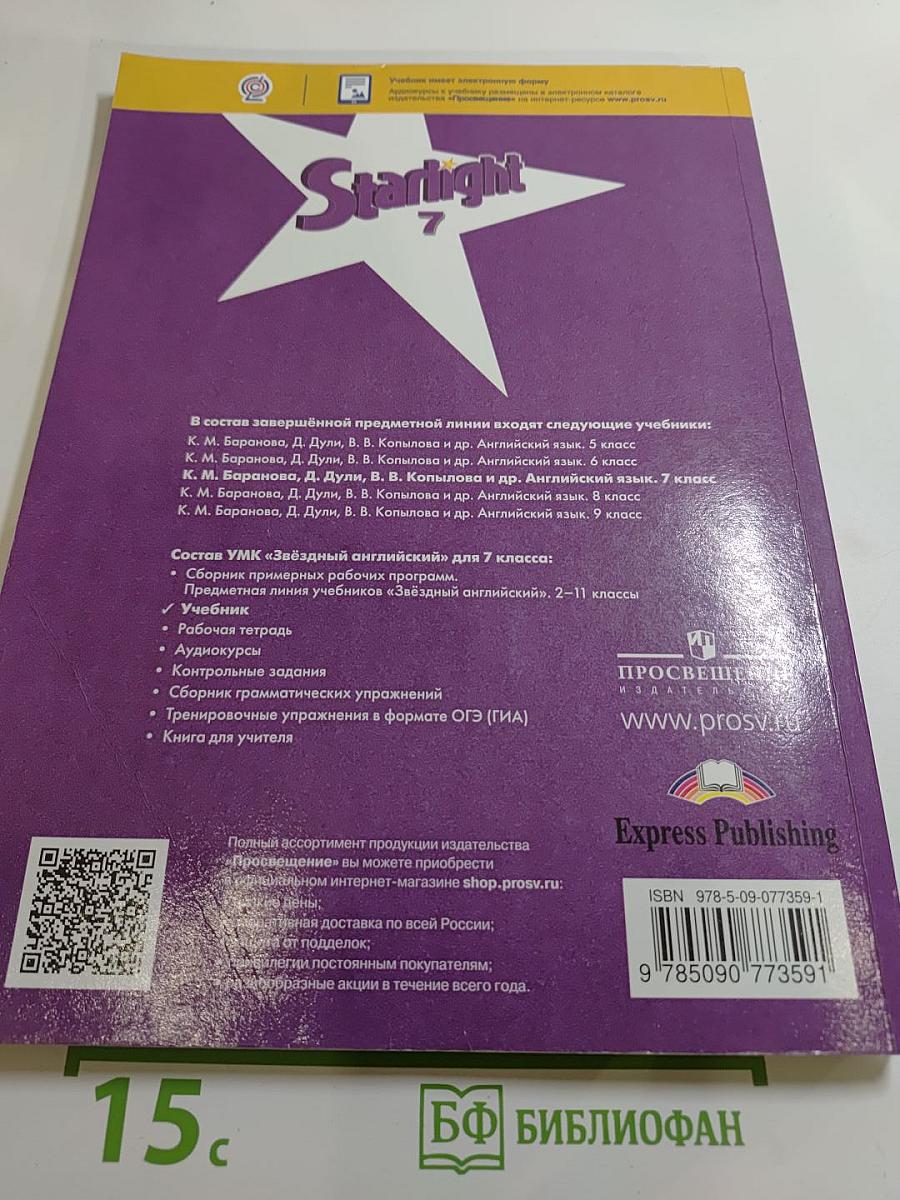 Учебник имеет электронную форму
Аудиокурсы к учебнику размещены в электронном каталоге
издательства «Просвещение» на интернет-ресурсе www.prosv.ru
Starlight
7
В состав завершённой предметной линии входят следующие учебники:
К. М. Баранова, Д. Дули, В. В. Копылова и др. Английский язык. 5 класс
К. М. Баранова, Д. Дули, В. В. Копылова и др. Английский язык. 6 класс
К. М. Баранова, Д. Дули, В. В. Копылова и др. Английский язык. 7 класс
К. М. Баранова, Д. Дули, В. В. Копылова и др. Английский язык. 8 класс
К. М. Баранова, Д. Дули, В. В. Копылова и др. Английский язык. 9 класс
Состав УМК «Звёздный английский» для 7 класса:
• Сборник примерных рабочих программ.
Предметная линия учебников «Звёздный английский». 2–11 классы
✓ Учебник
• Рабочая тетрадь
• Аудиокурсы
• Контрольные задания
• Сборник грамматических упражнений
• Тренировочные упражнения в формате ОГЭ (ГИА)
• Книга для учителя
ПРОСВЕЩЕНИЕ
ИЗДАТЕЛЬСТВО
www.prosv.ru
Express Publishing
Полный ассортимент продукции издательства
«Просвещение» вы можете приобрести
в официальном интернет-магазине shop.prosv.ru:
цены;
доставка по всей России;
от подделок;
привилегии постоянным покупателям;
разнообразные акции в течение всего года.
ISBN 978-5-09-077359-1
9 785090 773591
15 с
БФ БИБЛИОФАН